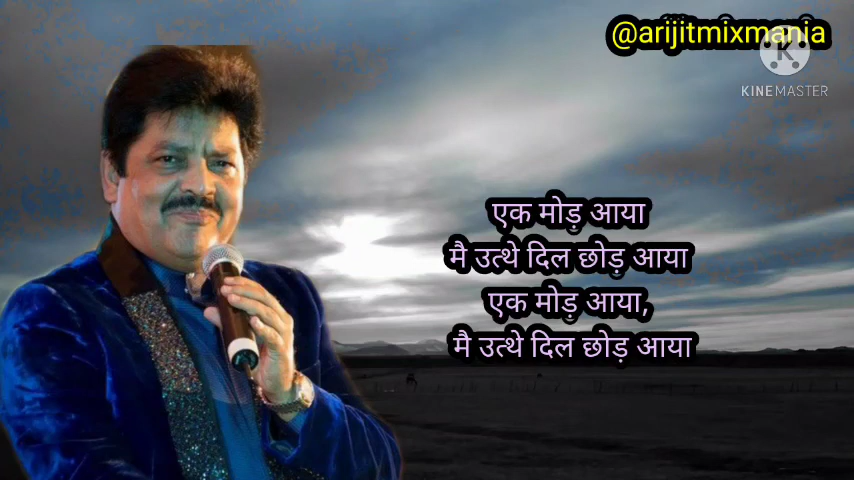 @arijitmixmania
KINEMASTER
एक मोड़ आया
मै उत्थे दिल छोड़ आया
एक मोड़ आया,
मै उत्थे दिल छोड़ आया